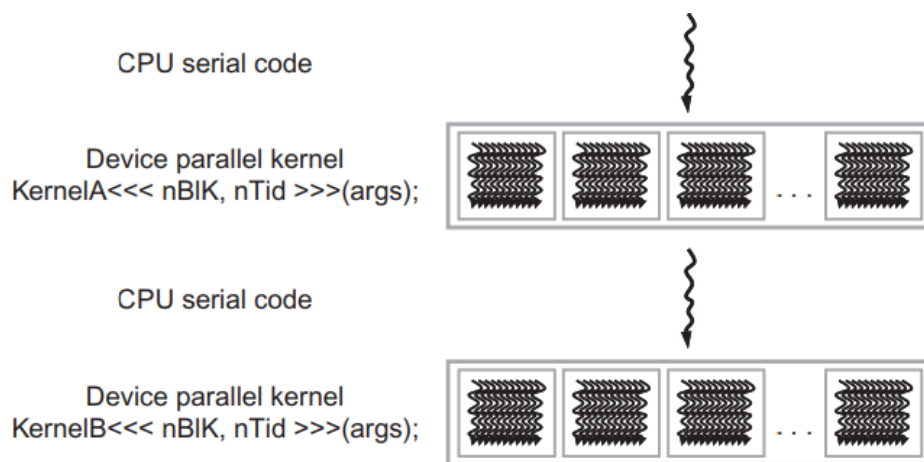 CPU serial code
Device parallel kernel
KernelA<<< nBlK, nTid >>>(args);
. . .
CPU serial code
Device parallel kernel
KernelB<<< nBlK, nTid >>>(args);
. . .